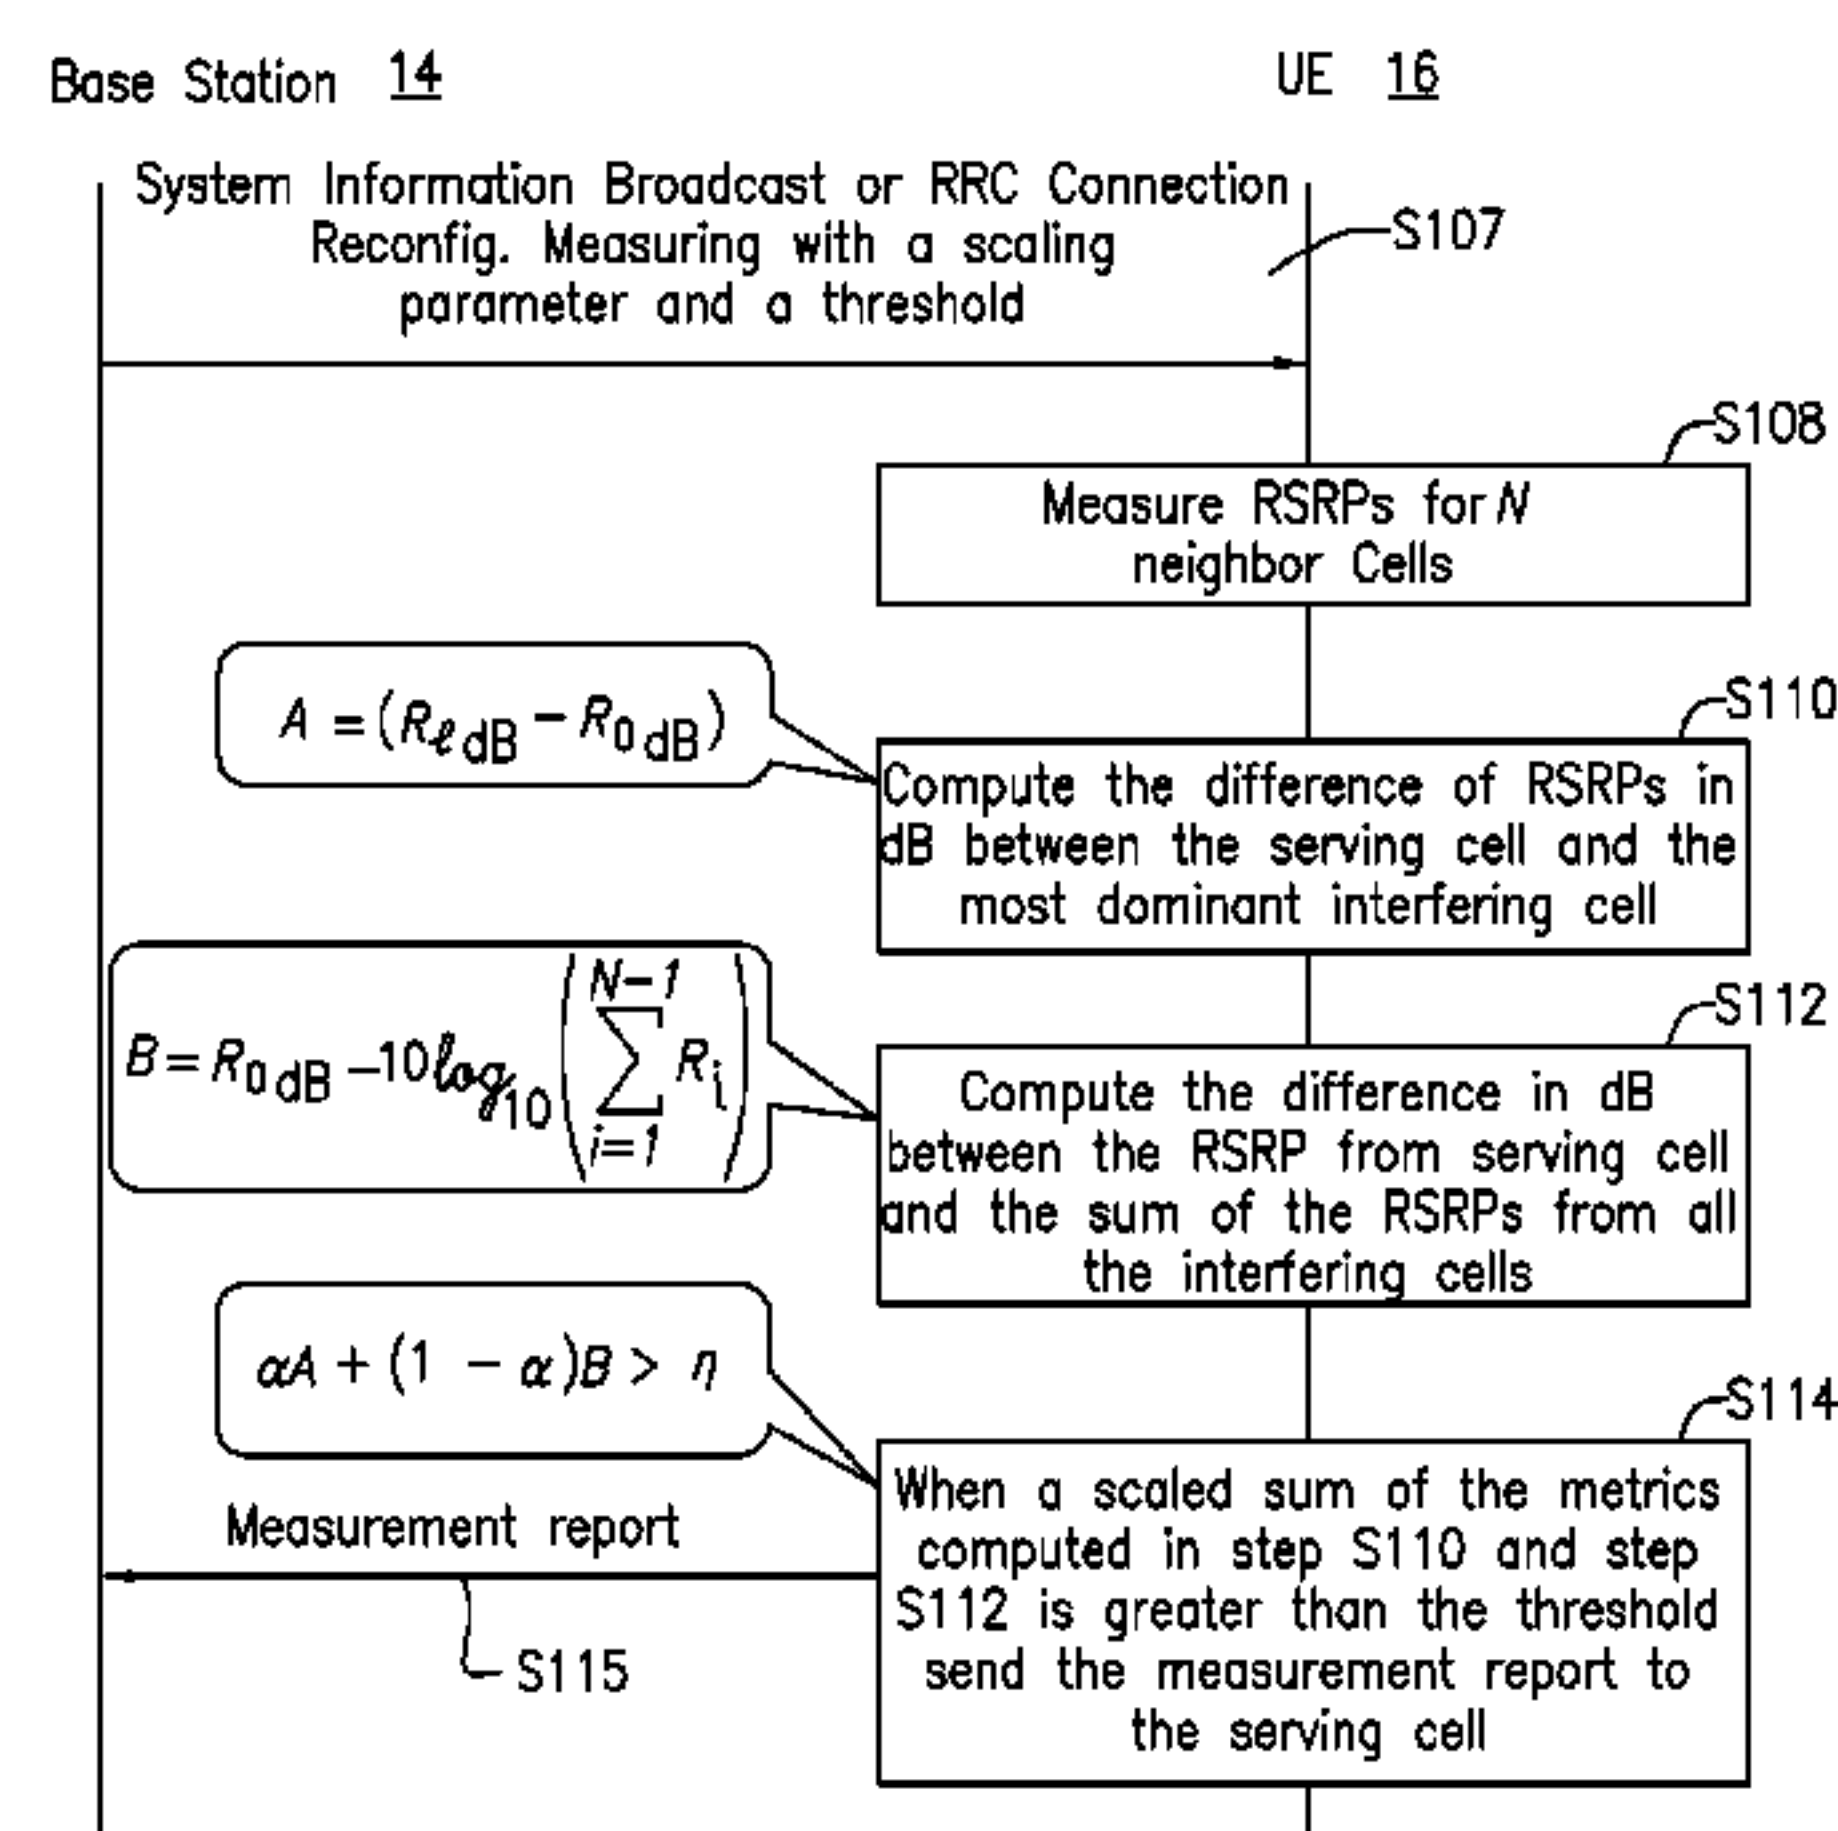 Base Station 14
UE 16
System Information Broadcast or RRC Connection
Reconfig. Measuring with a scaling
parameter and a threshold
S107
S108
Measure RSRPs for N
neighbor Cells
A = (Rℓ dB − R0 dB)
S110
Compute the difference of RSRPs in
dB between the serving cell and the
most dominant interfering cell
B = R0 dB −10 log10 ( N−1 ∑ i=1 Ri )
S112
Compute the difference in dB
between the RSRP from serving cell
and the sum of the RSRPs from all
the interfering cells
αA + (1 − α)B > η
S114
When a scaled sum of the metrics
computed in step S110 and step
S112 is greater than the threshold
send the measurement report to
the serving cell
Measurement report
S115